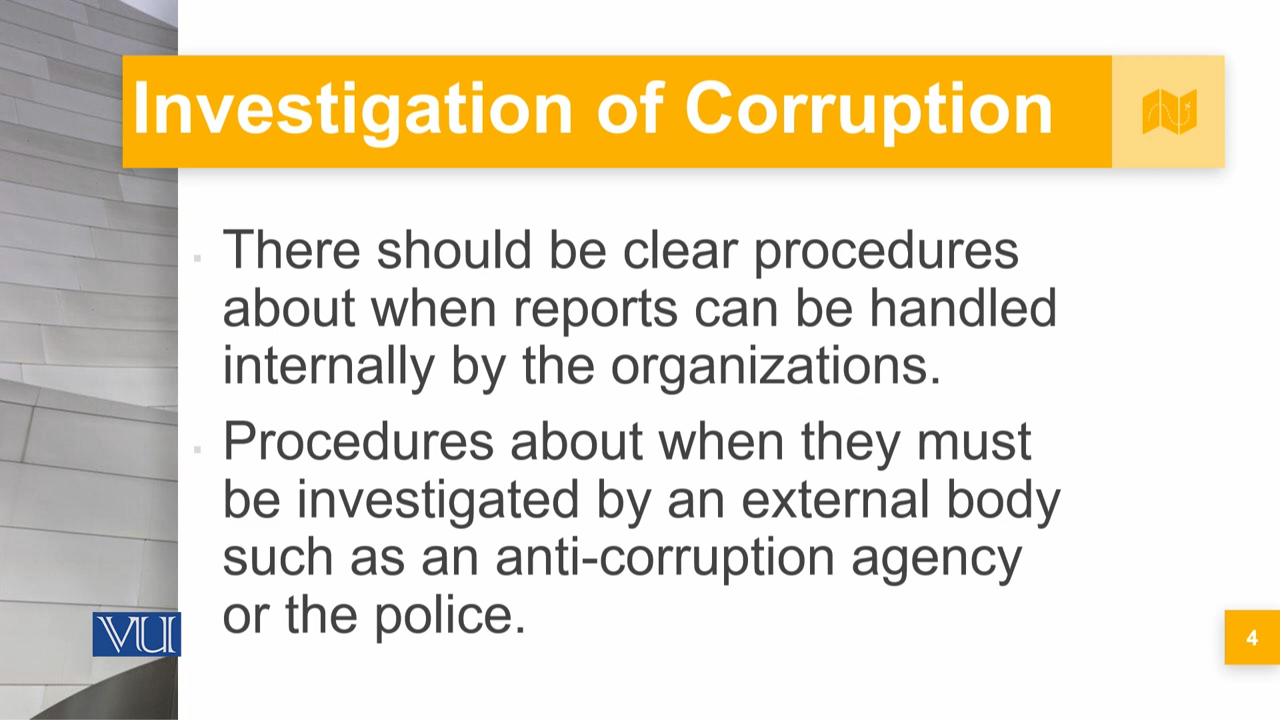 Investigation of Corruption
There should be clear procedures
about when reports can be handled
internally by the organizations.
Procedures about when they must
be investigated by an external body
such as an anti-corruption agency
or the police.
VU
4